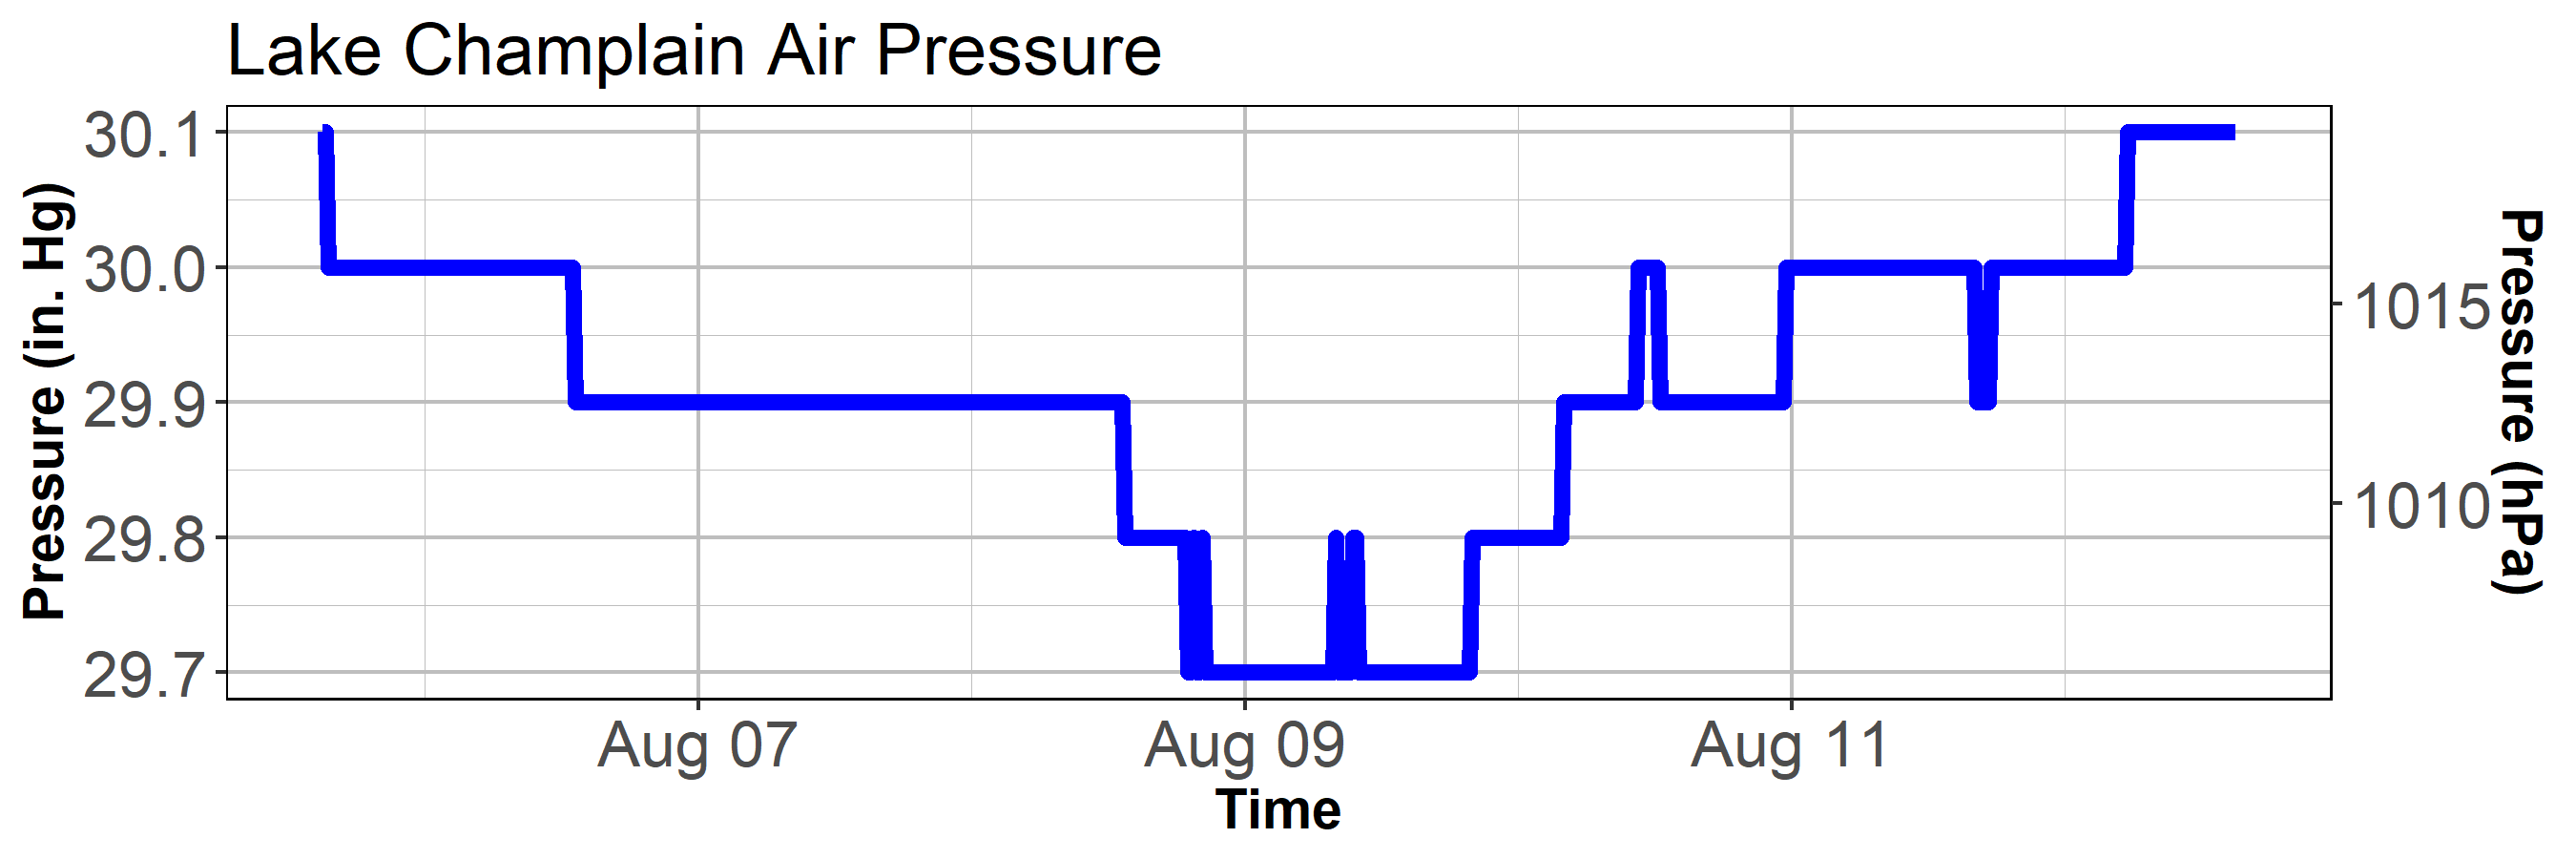 Lake Champlain Air Pressure
Pressure (in. Hg)
30.1
30.0
29.9
29.8
29.7
1015
1010
Pressure (hPa)
Aug 07 Aug 09 Aug 11
Time